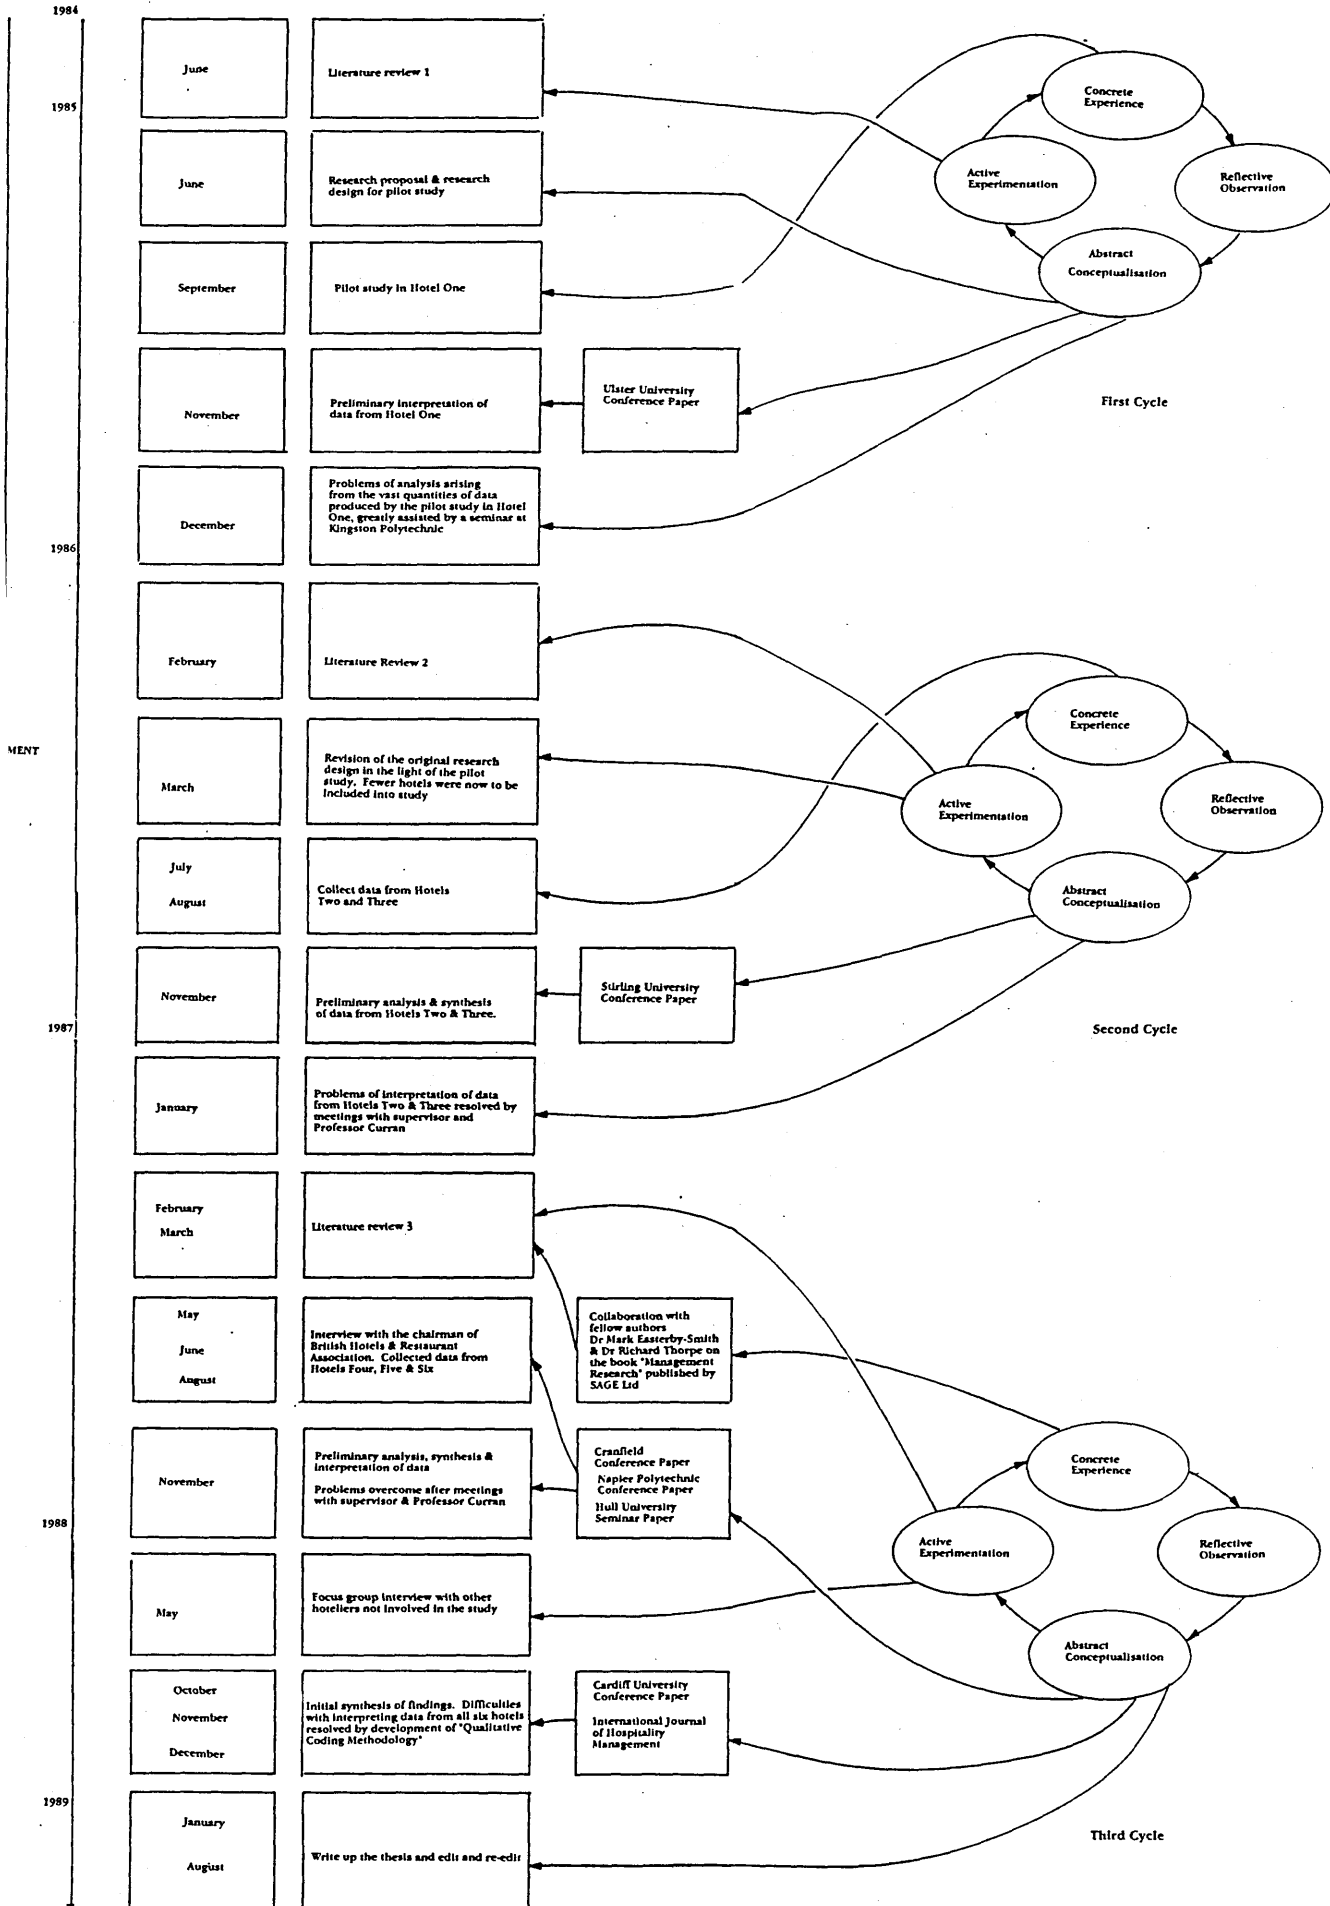 1984
June
Literature review 1
1985
June
Research proposal & research
design for pilot study
September
Pilot study in Hotel One
November
Preliminary interpretation of
data from Hotel One
Ulster University
Conference Paper
December
Problems of analysis arising
from the vast quantities of data
produced by the pilot study in Hotel
One, greatly assisted by a seminar at
Kingston Polytechnic
Concrete
Experience
Active
Experimentation
Reflective
Observation
Abstract
Conceptualisation
First Cycle
1986
February
Literature Review 2
MENT
March
Revision of the original research
design in the light of the pilot
study. Fewer hotels were now to be
included into study
July
August
Collect data from Hotels
Two and Three
November
Preliminary analysis & synthesis
of data from Hotels Two & Three.
Stirling University
Conference Paper
Concrete
Experience
Active
Experimentation
Reflective
Observation
Abstract
Conceptualisation
Second Cycle
1987
January
Problems of interpretation of data
from Hotels Two & Three resolved by
meetings with supervisor and
Professor Curran
February
March
Literature review 3
May
June
August
Interview with the chairman of
British Hotels & Restaurant
Association. Collected data from
Hotels Four, Five & Six
Collaboration with
fellow authors
Dr Mark Easterby-Smith
& Dr Richard Thorpe on
the book "Management
Research" published by
SAGE Ltd
November
Preliminary analysis, synthesis &
interpretation of data
Problems overcome after meetings
with supervisor & Professor Curran
Cranfield
Conference Paper
Napier Polytechnic
Conference Paper
Hull University
Seminar Paper
Concrete
Experience
Active
Experimentation
Reflective
Observation
Abstract
Conceptualisation
1988
May
Focus group interview with other
hoteliers not involved in the study
October
November
December
Initial synthesis of findings. Difficulties
with interpreting data from all six hotels
resolved by development of "Qualitative
Coding Methodology"
Cardiff University
Conference Paper
International Journal
of Hospitality
Management
1989
January
August
Write up the thesis and edit and re-edit
Third Cycle